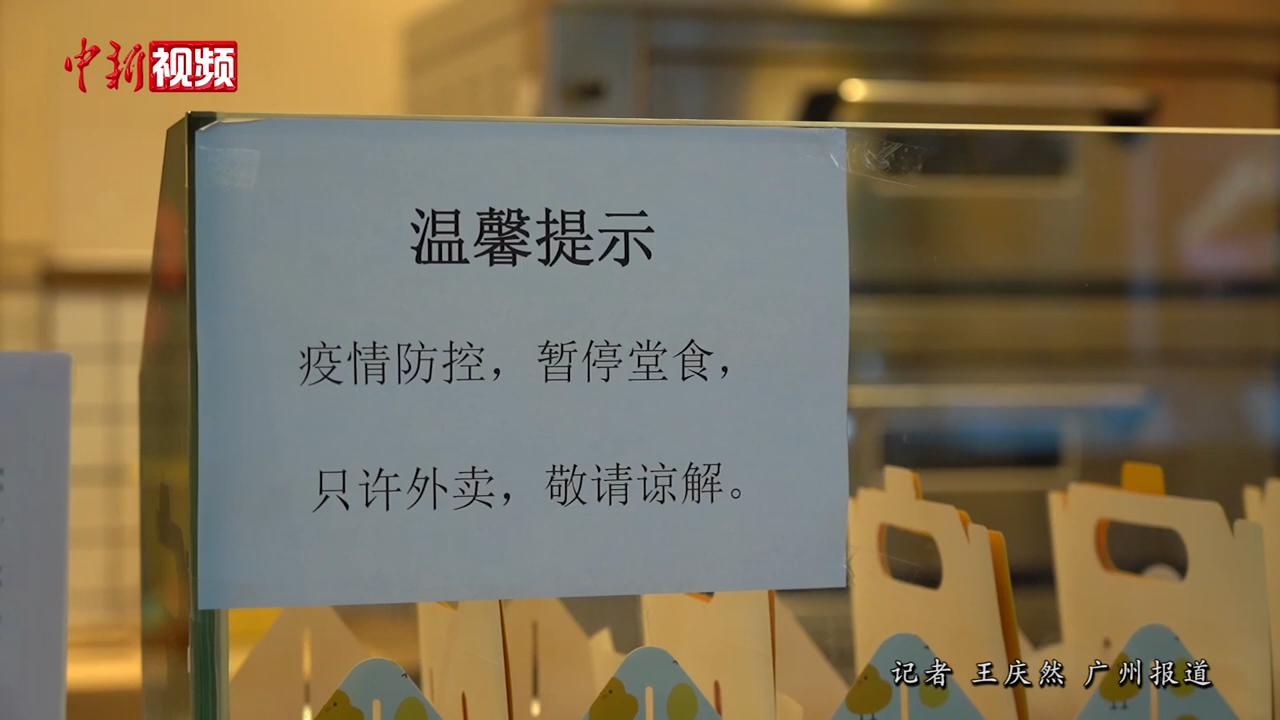 中新视频
温馨提示
疫情防控，暂停堂食，
只许外卖，敬请谅解。
记者 王庆然 广州报道